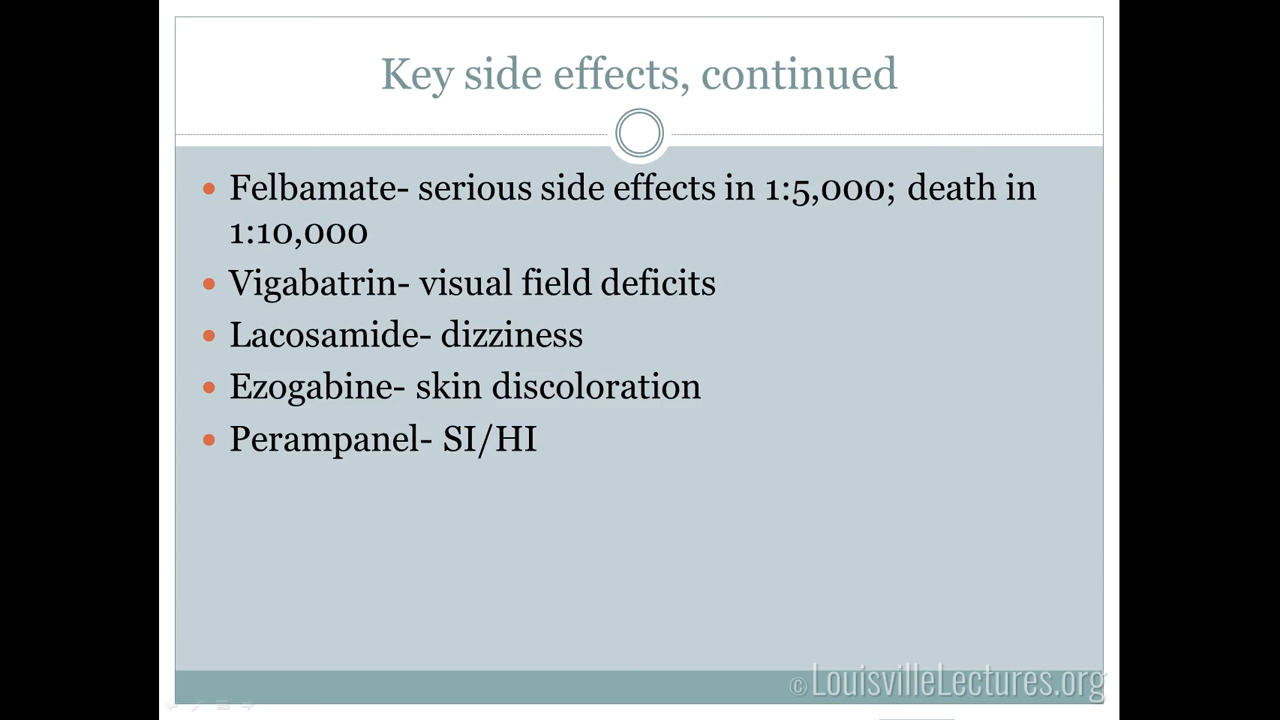 Key side effects, continued
• Felbamate- serious side effects in 1:5,000; death in
1:10,000
• Vigabatrin- visual field deficits
• Lacosamide- dizziness
• Ezogabine- skin discoloration
• Perampanel- SI/HI
© LouisvilleLectures.org